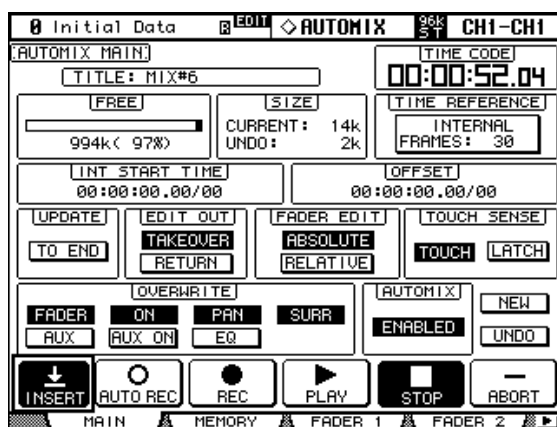 0 Initial Data EDIT AUTOMIX 96k ST CH1-CH1
AUTOMIX MAIN
TIME CODE
TITLE: MIX#6
00:00:52.04
FREE
SIZE
TIME REFERENCE
994k( 97%)
CURRENT: 14k
UNDO: 2k
INTERNAL
FRAMES: 30
INT START TIME
OFFSET
00:00:00.00/00
00:00:00.00/00
UPDATE
EDIT OUT
FADER EDIT
TOUCH SENSE
TO END
TAKEOVER
RETURN
ABSOLUTE
RELATIVE
TOUCH
LATCH
OVERWRITE
AUTOMIX
FADER ON PAN SURR
AUX AUX ON EQ
ENABLED
NEW
UNDO
INSERT AUTO REC REC PLAY STOP ABORT
MAIN MEMORY FADER 1 FADER 2